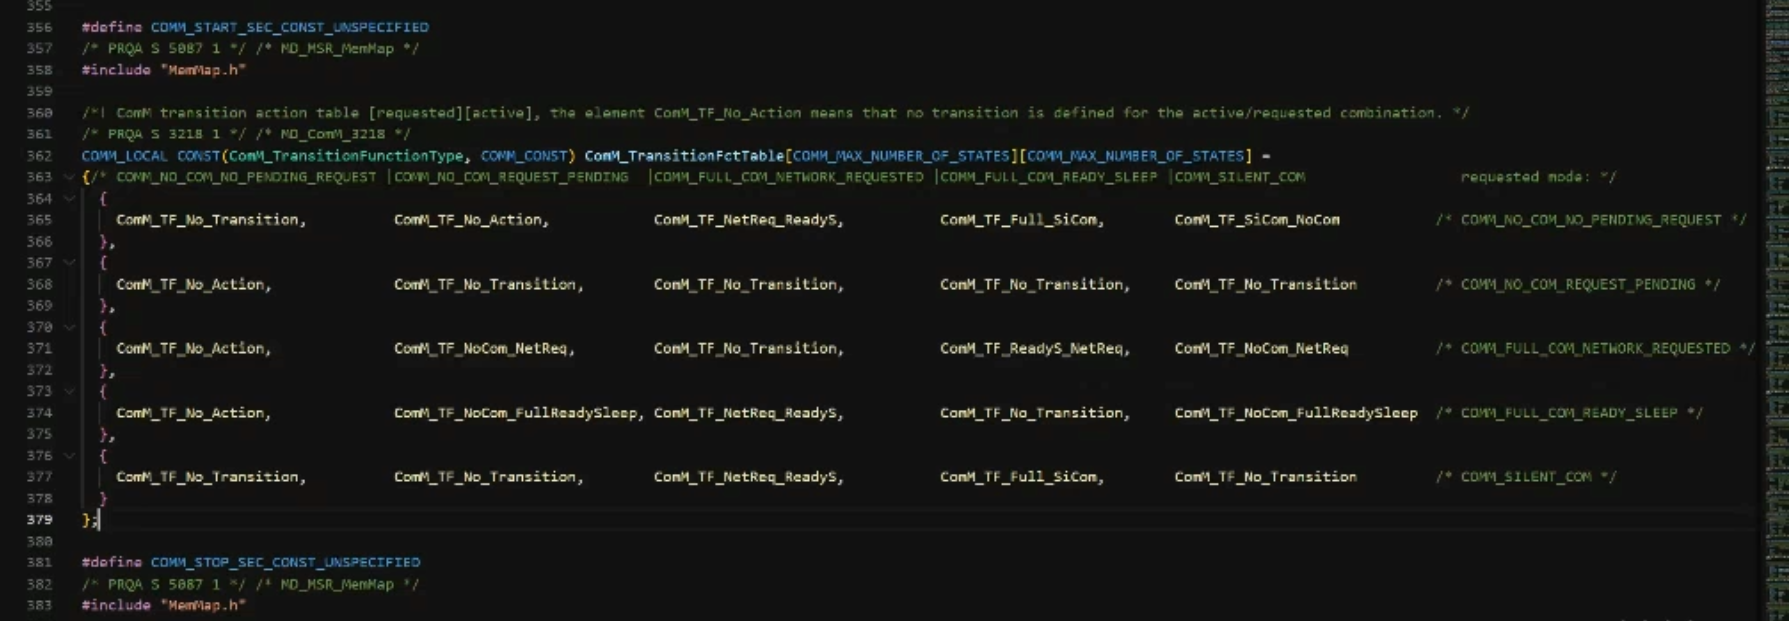 355
356 #define COMM_START_SEC_CONST_UNSPECIFIED
357 /* PRQA S 5087 1 */ /* MD_MSR_MemMap */
358 #include "MemMap.h"
359
360 /*! ComM transition action table [requested][active], the element ComM_TF_No_Action means that no transition is defined for the active/requested combination. */
361 /* PRQA S 3218 1 */ /* MD_ComM_3218 */
362 COMM_LOCAL CONST(ComM_TransitionFunctionType, COMM_CONST) ComM_TransitionFctTable[COMM_MAX_NUMBER_OF_STATES][COMM_MAX_NUMBER_OF_STATES] =
363 {/* COMM_NO_COM_NO_PENDING_REQUEST |COMM_NO_COM_REQUEST_PENDING |COMM_FULL_COM_NETWORK_REQUESTED |COMM_FULL_COM_READY_SLEEP |COMM_SILENT_COM requested mode: */
364 {
365 ComM_TF_No_Transition, ComM_TF_No_Action, ComM_TF_NetReq_ReadyS, ComM_TF_Full_SiCom, ComM_TF_SiCom_NoCom /* COMM_NO_COM_NO_PENDING_REQUEST */
366 },
367 {
368 ComM_TF_No_Action, ComM_TF_No_Transition, ComM_TF_No_Transition, ComM_TF_No_Transition, ComM_TF_No_Transition /* COMM_NO_COM_REQUEST_PENDING */
369 },
370 {
371 ComM_TF_No_Action, ComM_TF_NoCom_NetReq, ComM_TF_No_Transition, ComM_TF_ReadyS_NetReq, ComM_TF_NoCom_NetReq /* COMM_FULL_COM_NETWORK_REQUESTED */
372 },
373 {
374 ComM_TF_No_Action, ComM_TF_NoCom_FullReadySleep, ComM_TF_NetReq_ReadyS, ComM_TF_No_Transition, ComM_TF_NoCom_FullReadySleep /* COMM_FULL_COM_READY_SLEEP */
375 },
376 {
377 ComM_TF_No_Transition, ComM_TF_No_Transition, ComM_TF_NetReq_ReadyS, ComM_TF_Full_SiCom, ComM_TF_No_Transition /* COMM_SILENT_COM */
378 }
379 };
380
381 #define COMM_STOP_SEC_CONST_UNSPECIFIED
382 /* PRQA S 5087 1 */ /* MD_MSR_MemMap */
383 #include "MemMap.h"